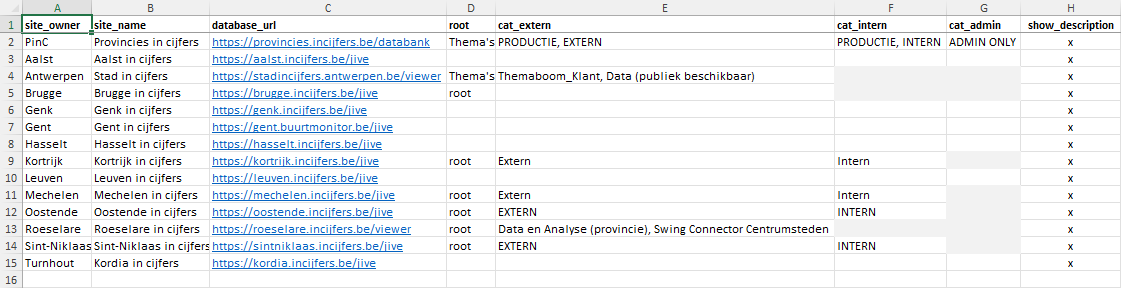 A B C D E F G H
1 site_owner site_name database_url root cat_extern cat_intern cat_admin show_description
2 PinC Provincies in cijfers https://provincies.incijfers.be/databank Thema's PRODUCTIE, EXTERN PRODUCTIE, INTERN ADMIN ONLY x
3 Aalst Aalst in cijfers https://aalst.incijfers.be/jive x
4 Antwerpen Stad in cijfers https://stadincijfers.antwerpen.be/viewer Thema's Themaboom_Klant, Data (publiek beschikbaar) x
5 Brugge Brugge in cijfers https://brugge.incijfers.be/jive root x
6 Genk Genk in cijfers https://genk.incijfers.be/jive x
7 Gent Gent in cijfers https://gent.buurtmonitor.be/jive x
8 Hasselt Hasselt in cijfers https://hasselt.incijfers.be/jive x
9 Kortrijk Kortrijk in cijfers https://kortrijk.incijfers.be/jive root Extern Intern x
10 Leuven Leuven in cijfers https://leuven.incijfers.be/jive x
11 Mechelen Mechelen in cijfers https://mechelen.incijfers.be/jive root Extern Intern x
12 Oostende Oostende in cijfers https://oostende.incijfers.be/jive root EXTERN INTERN x
13 Roeselare Roeselare in cijfers https://roeselare.incijfers.be/viewer root Data en Analyse (provincie), Swing Connector Centrumsteden x
14 Sint-Niklaas Sint-Niklaas in cijfers https://sintniklaas.incijfers.be/jive root EXTERN INTERN x
15 Turnhout Kordia in cijfers https://kordia.incijfers.be/jive x
16